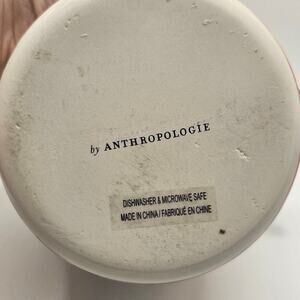 by ANTHROPOLOGIE
DISHWASHER & MICROWAVE SAFE
MADE IN CHINA / FABRIQUÉ EN CHINE